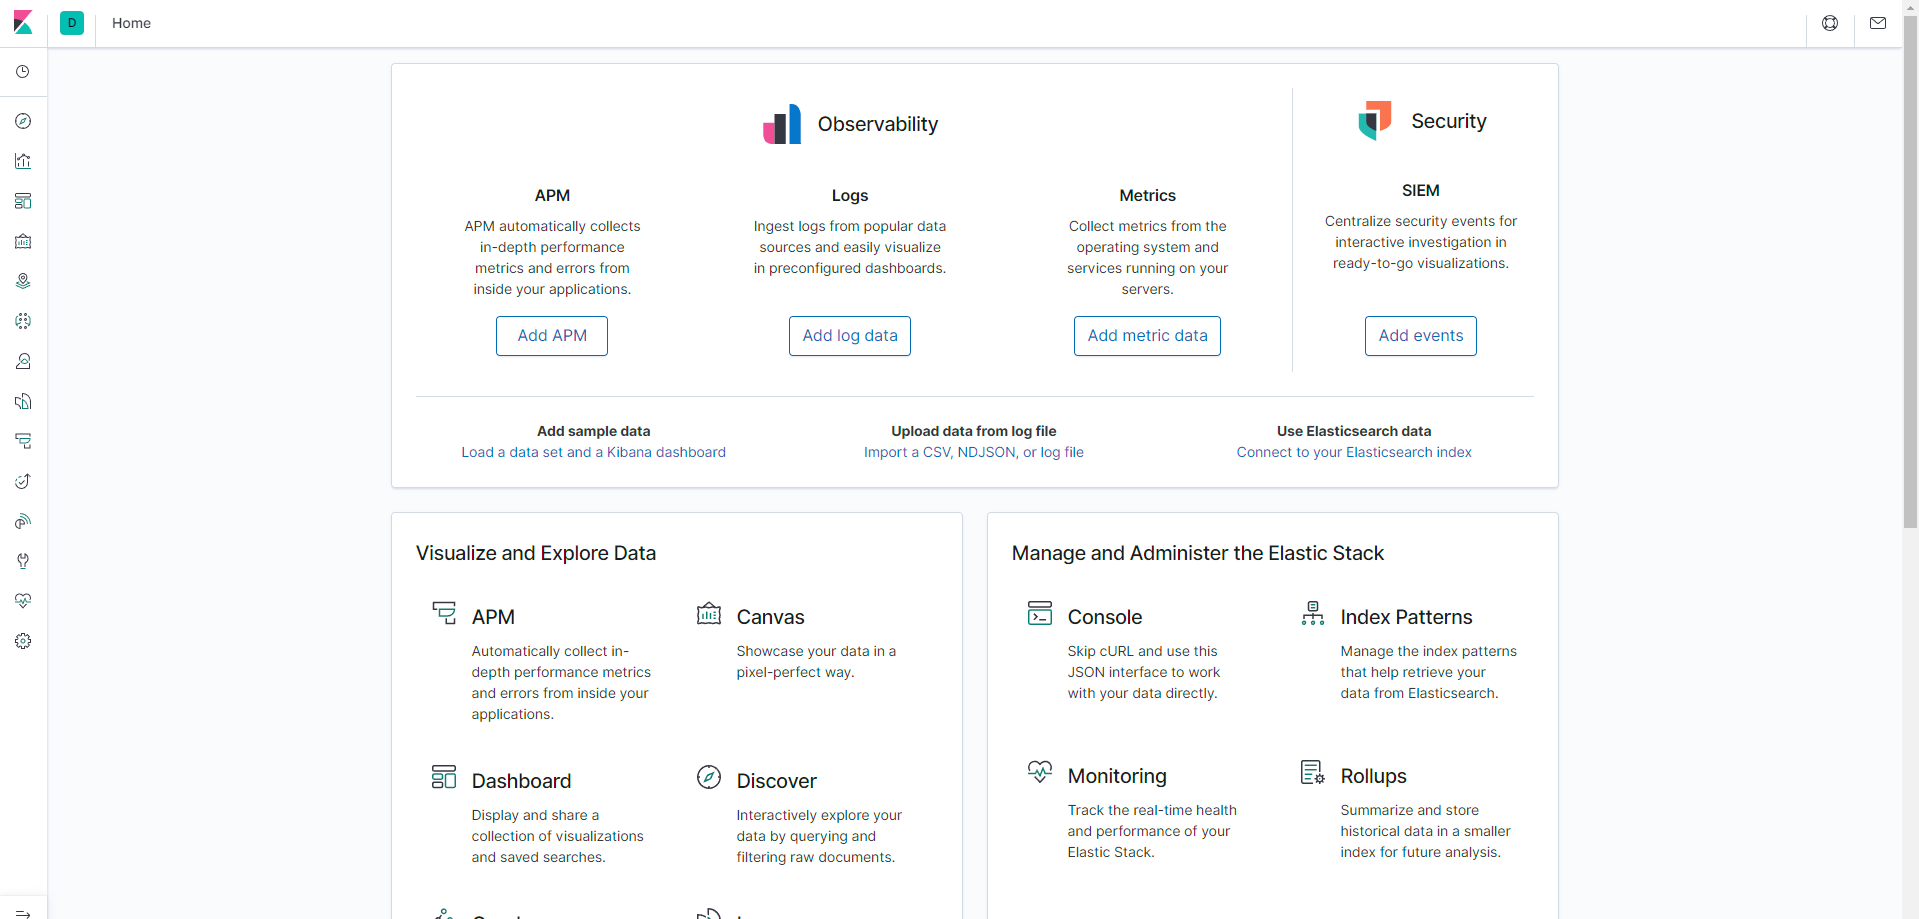 D
Home
Observability
Security
APM
APM automatically collects
in-depth performance
metrics and errors from
inside your applications.
Add APM
Logs
Ingest logs from popular data
sources and easily visualize
in preconfigured dashboards.
Add log data
Metrics
Collect metrics from the
operating system and
services running on your
servers.
Add metric data
SIEM
Centralize security events for
interactive investigation in
ready-to-go visualizations.
Add events
Add sample data
Load a data set and a Kibana dashboard
Upload data from log file
Import a CSV, NDJSON, or log file
Use Elasticsearch data
Connect to your Elasticsearch index
Visualize and Explore Data
APM
Automatically collect in-
depth performance metrics
and errors from inside your
applications.
Canvas
Showcase your data in a
pixel-perfect way.
Dashboard
Display and share a
collection of visualizations
and saved searches.
Discover
Interactively explore your
data by querying and
filtering raw documents.
Manage and Administer the Elastic Stack
Console
Skip cURL and use this
JSON interface to work
with your data directly.
Index Patterns
Manage the index patterns
that help retrieve your
data from Elasticsearch.
Monitoring
Track the real-time health
and performance of your
Elastic Stack.
Rollups
Summarize and store
historical data in a smaller
index for future analysis.